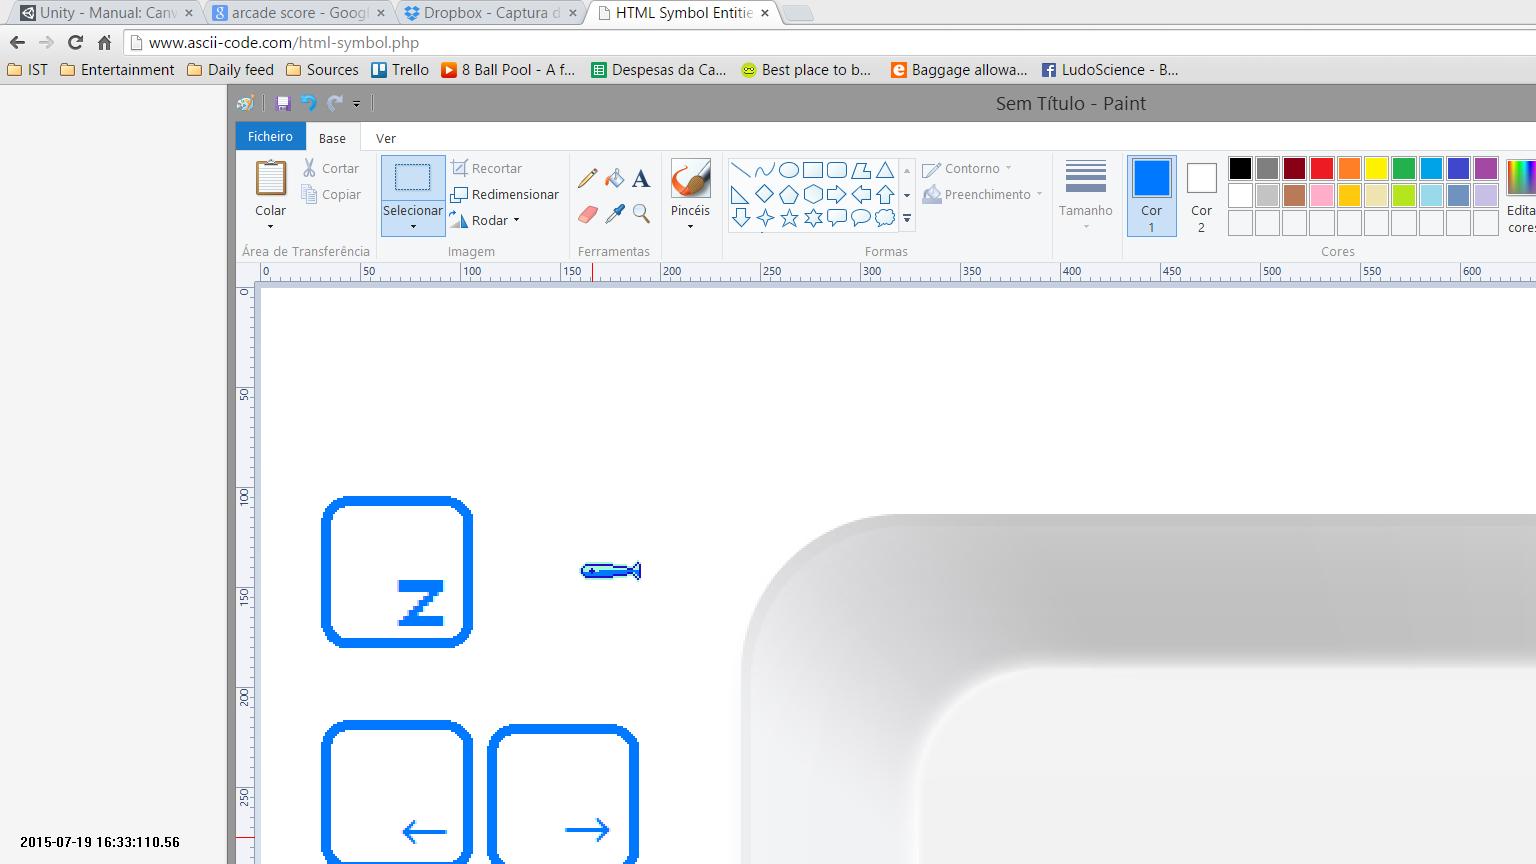 Unity - Manual: Canv
arcade score - Goog
Dropbox - Captura d
HTML Symbol Entitie
www.ascii-code.com/html-symbol.php
IST Entertainment Daily feed Sources Trello 8 Ball Pool - A f... Despesas da Ca... Best place to b... Baggage allowa... LudoScience - B...
Sem Título - Paint
Ficheiro Base Ver
Colar
Cortar
Copiar
Área de Transferência
Selecionar
Recortar
Redimensionar
Rodar
Imagem
A
Ferramentas
Pincéis
Formas
Contorno
Preenchimento
Tamanho
Cor 1
Cor 2
Cores
Edita
cores
0 50 100 150 200 250 300 350 400 450 500 550 600
0
50
100
150
200
250
Z
← →
2015-07-19 16:33:110.56